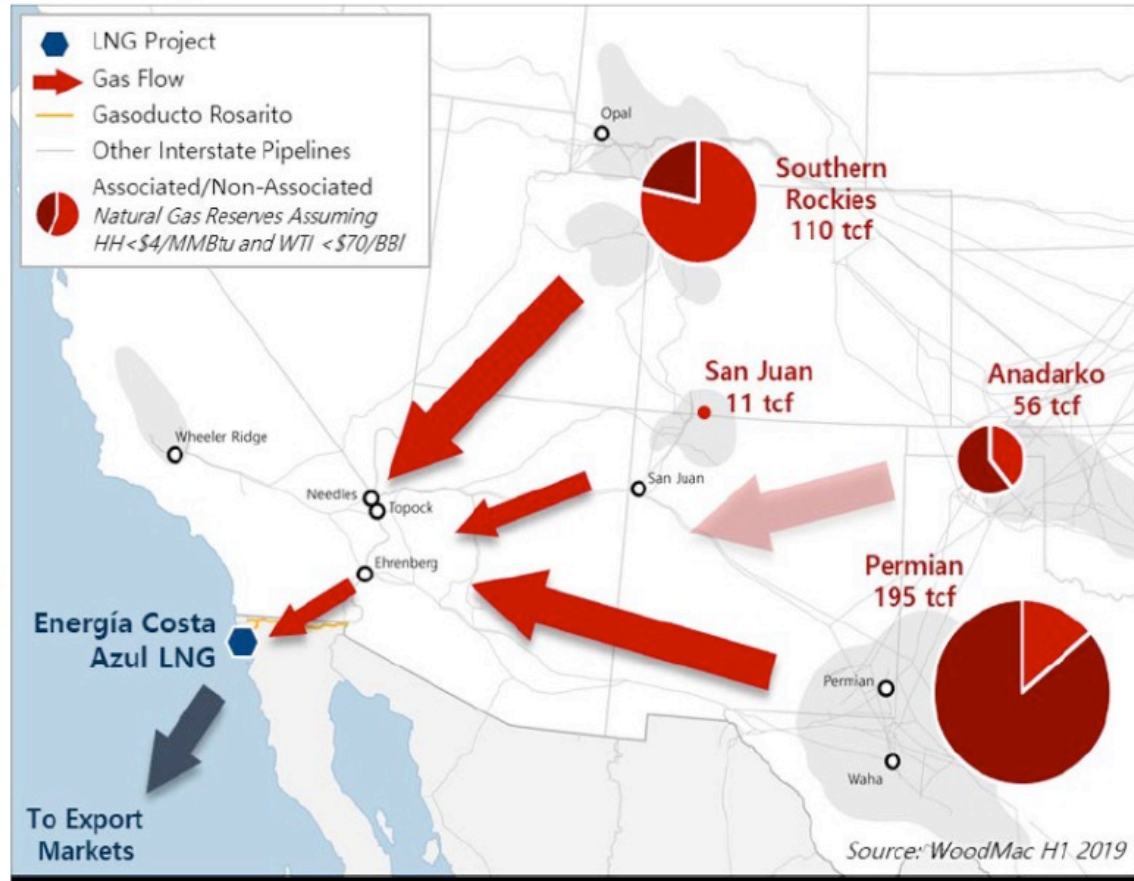 LNG Project
Gas Flow
Gasoducto Rosarito
Other Interstate Pipelines
Associated/Non-Associated
Natural Gas Reserves Assuming
HH<$4/MMBtu and WTI <$70/BBl
Opal
Southern
Rockies
110 tcf
San Juan
11 tcf
Anadarko
56 tcf
Wheeler Ridge
Needles
Topock
San Juan
Ehrenberg
Permian
195 tcf
Energía Costa
Azul LNG
Permian
Waha
To Export
Markets
Source: WoodMac H1 2019